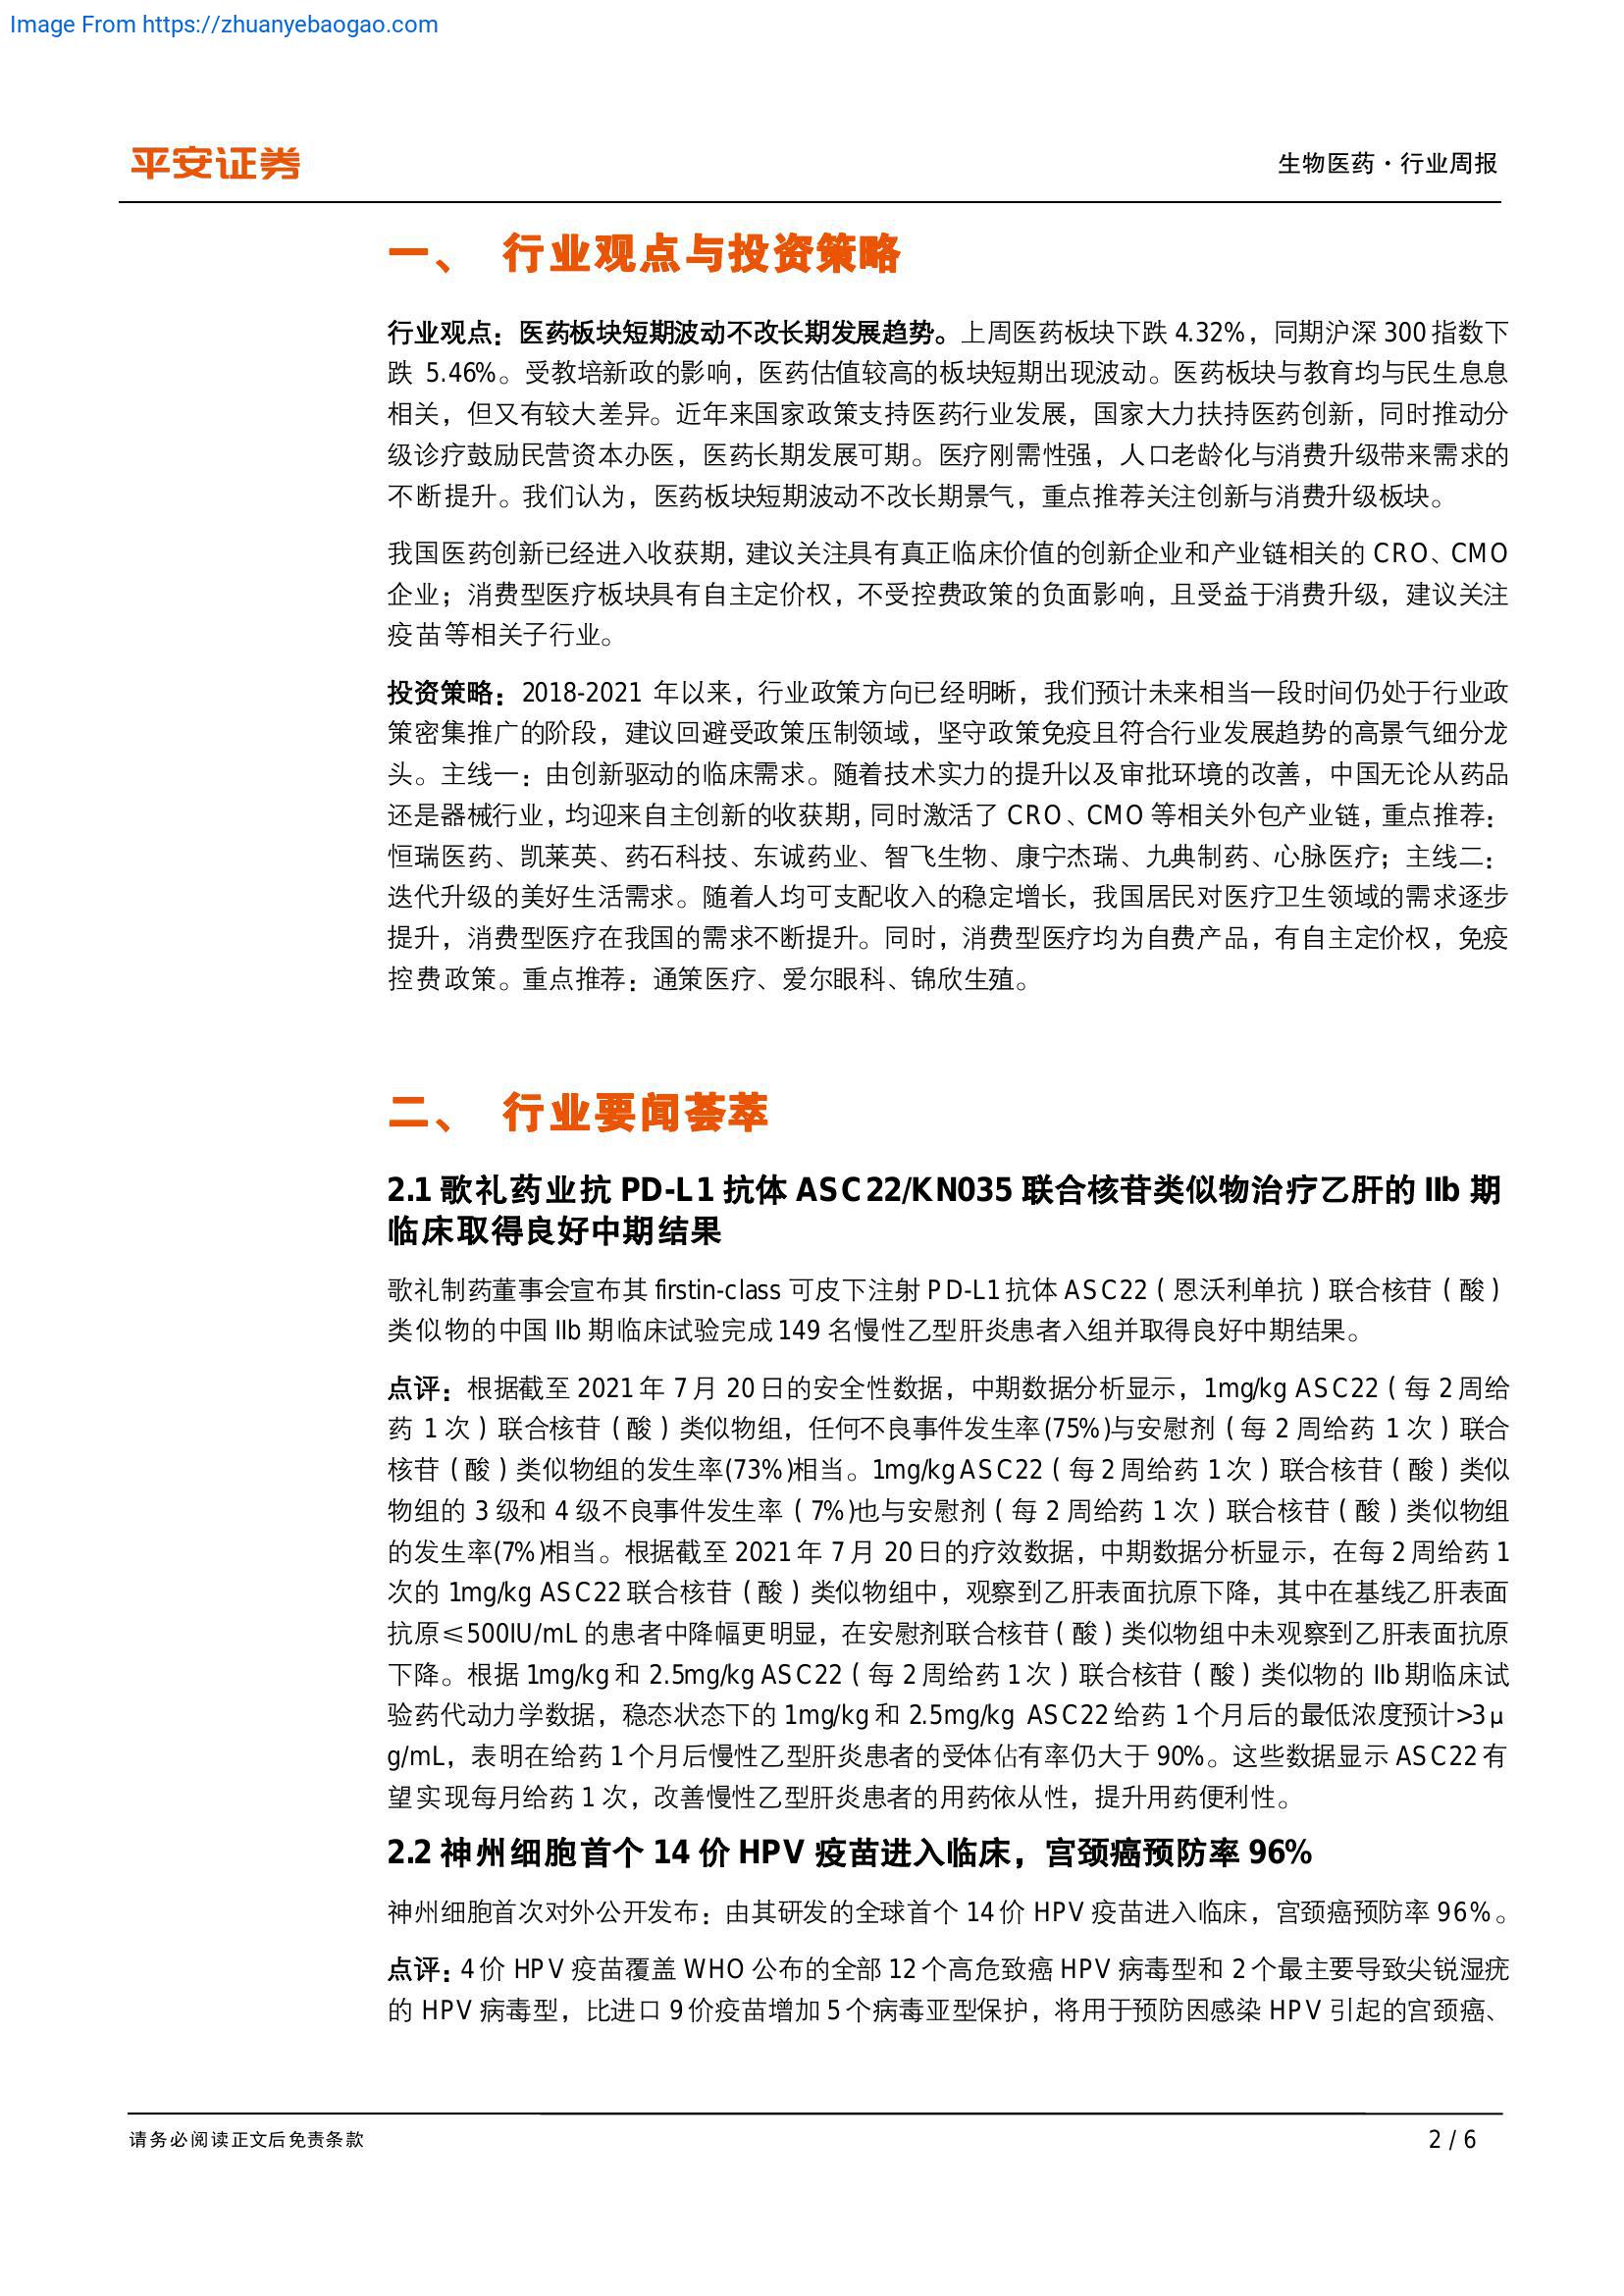 Image From https://zhuanyebaogao.com
平安证券
生物医药·行业周报
一、 行业观点与投资策略
行业观点：医药板块短期波动不改长期发展趋势。上周医药板块下跌 4.32%，同期沪深 300 指数下
跌 5.46%。受教培新政的影响，医药估值较高的板块短期出现波动。医药板块与教育均与民生息息
相关，但又有较大差异。近年来国家政策支持医药行业发展，国家大力扶持医药创新，同时推动分
级诊疗鼓励民营资本办医，医药长期发展可期。医疗刚需性强，人口老龄化与消费升级带来需求的
不断提升。我们认为，医药板块短期波动不改长期景气，重点推荐关注创新与消费升级板块。
我国医药创新已经进入收获期，建议关注具有真正临床价值的创新企业和产业链相关的 CRO、CMO
企业；消费型医疗板块具有自主定价权，不受控费政策的负面影响，且受益于消费升级，建议关注
疫苗等相关子行业。
投资策略：2018-2021 年以来，行业政策方向已经明晰，我们预计未来相当一段时间仍处于行业政
策密集推广的阶段，建议回避受政策压制领域，坚守政策免疫且符合行业发展趋势的高景气细分龙
头。主线一：由创新驱动的临床需求。随着技术实力的提升以及审批环境的改善，中国无论从药品
还是器械行业，均迎来自主创新的收获期，同时激活了 CRO、CMO 等相关外包产业链，重点推荐：
恒瑞医药、凯莱英、药石科技、东诚药业、智飞生物、康宁杰瑞、九典制药、心脉医疗；主线二：
迭代升级的美好生活需求。随着人均可支配收入的稳定增长，我国居民对医疗卫生领域的需求逐步
提升，消费型医疗在我国的需求不断提升。同时，消费型医疗均为自费产品，有自主定价权，免疫
控费政策。重点推荐：通策医疗、爱尔眼科、锦欣生殖。
二、 行业要闻荟萃
2.1 歌礼药业抗 PD-L1 抗体 ASC22/KN035 联合核苷类似物治疗乙肝的 IIb 期
临床取得良好中期结果
歌礼制药董事会宣布其 firstin-class 可皮下注射 PD-L1 抗体 ASC22（恩沃利单抗）联合核苷（酸）
类似物的中国 IIb 期临床试验完成 149 名慢性乙型肝炎患者入组并取得良好中期结果。
点评：根据截至 2021 年 7 月 20 日的安全性数据，中期数据分析显示，1mg/kg ASC22（每 2 周给
药 1 次）联合核苷（酸）类似物组，任何不良事件发生率(75%)与安慰剂（每 2 周给药 1 次）联合
核苷（酸）类似物组的发生率(73%)相当。1mg/kg ASC22（每 2 周给药 1 次）联合核苷（酸）类似
物组的 3 级和 4 级不良事件发生率（7%)也与安慰剂（每 2 周给药 1 次）联合核苷（酸）类似物组
的发生率(7%)相当。根据截至 2021 年 7 月 20 日的疗效数据，中期数据分析显示，在每 2 周给药 1
次的 1mg/kg ASC22 联合核苷（酸）类似物组中，观察到乙肝表面抗原下降，其中在基线乙肝表面
抗原≤500IU/mL 的患者中降幅更明显，在安慰剂联合核苷（酸）类似物组中未观察到乙肝表面抗原
下降。根据 1mg/kg 和 2.5mg/kg ASC22（每 2 周给药 1 次）联合核苷（酸）类似物的 IIb 期临床试
验药代动力学数据，稳态状态下的 1mg/kg 和 2.5mg/kg ASC22 给药 1 个月后的最低浓度预计>3μ
g/mL，表明在给药 1 个月后慢性乙型肝炎患者的受体佔有率仍大于 90%。这些数据显示 ASC22 有
望实现每月给药 1 次，改善慢性乙型肝炎患者的用药依从性，提升用药便利性。
2.2 神州细胞首个 14 价 HPV 疫苗进入临床，宫颈癌预防率 96%
神州细胞首次对外公开发布：由其研发的全球首个 14 价 HPV 疫苗进入临床，宫颈癌预防率 96%。
点评：4 价 HPV 疫苗覆盖 WHO 公布的全部 12 个高危致癌 HPV 病毒型和 2 个最主要导致尖锐湿疣
的 HPV 病毒型，比进口 9 价疫苗增加 5 个病毒亚型保护，将用于预防因感染 HPV 引起的宫颈癌、
请务必阅读正文后免责条款
2 / 6